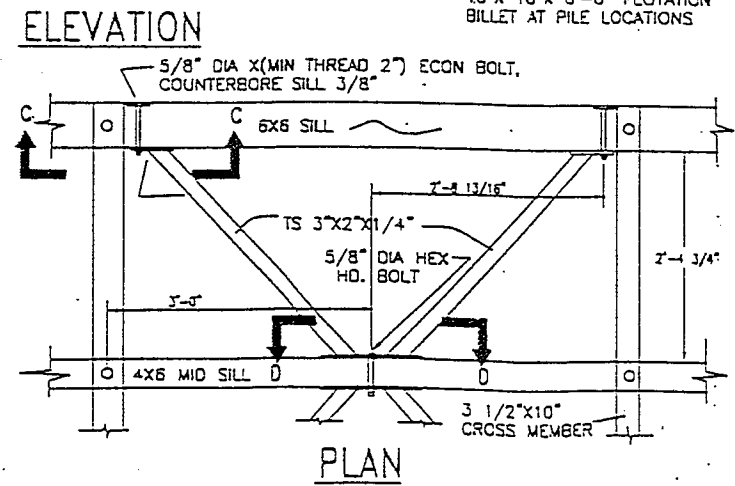 BILLET AT PILE LOCATIONS
ELEVATION
5/8" DIA X(MIN THREAD 2") ECON BOLT,
COUNTERBORE SILL 3/8"
C
C
6X6 SILL
2'-8 13/16"
TS 3"X2"X1/4"
5/8" DIA HEX
HD. BOLT
2'-4 3/4"
4X6 MID SILL
D
D
3 1/2"X10"
CROSS MEMBER
PLAN